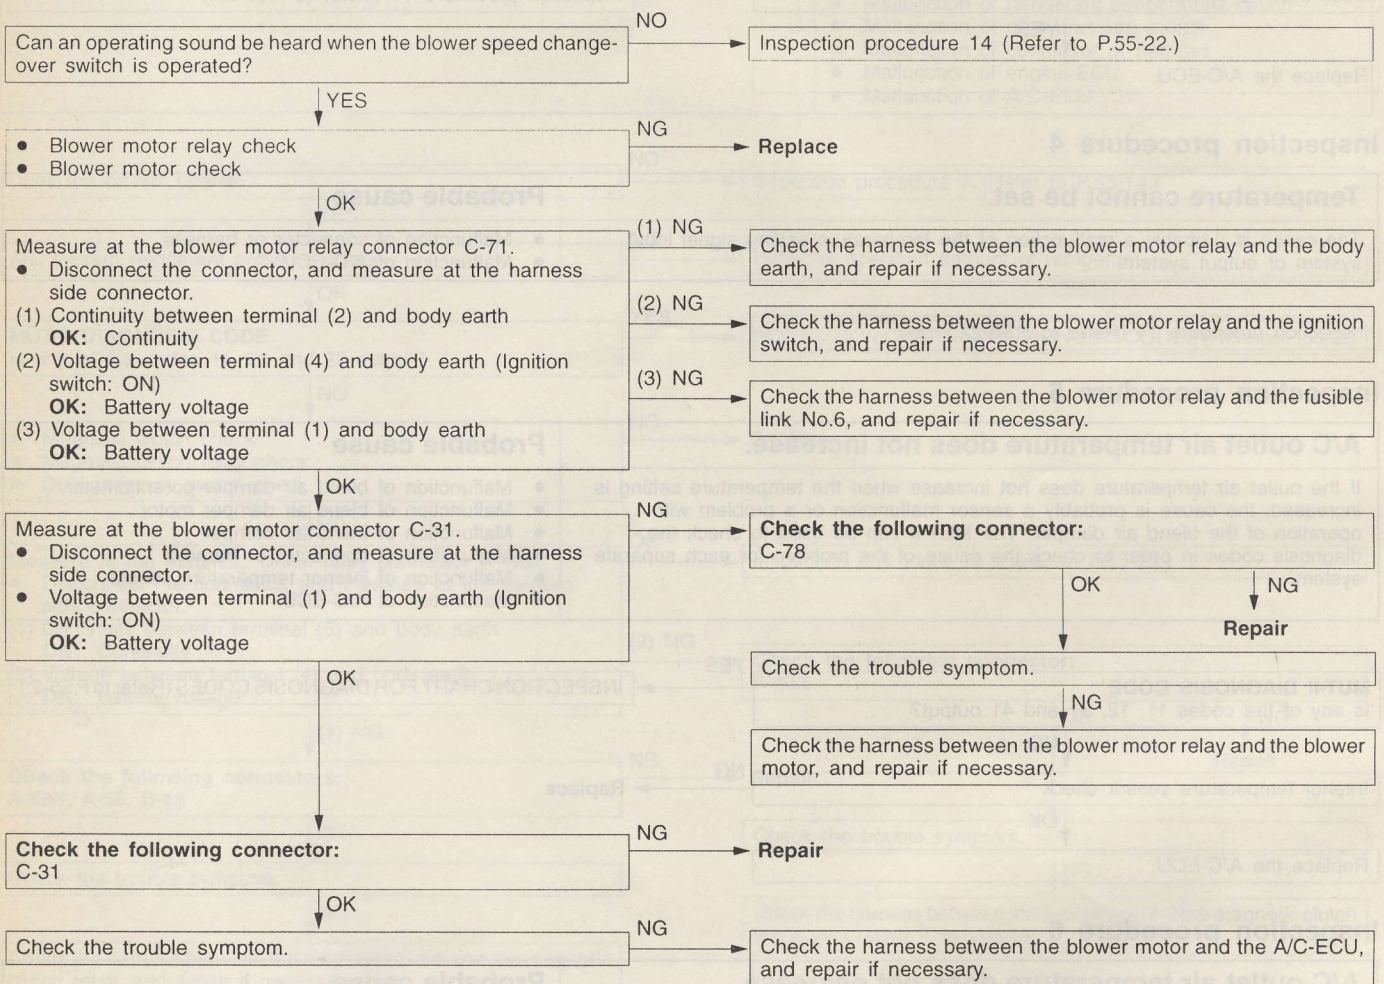 NO
Can an operating sound be heard when the blower speed change-
over switch is operated?
Inspection procedure 14 (Refer to P.55-22.)
YES
● Blower motor relay check
● Blower motor check
NG
Replace
OK
Measure at the blower motor relay connector C-71.
● Disconnect the connector, and measure at the harness
side connector.
(1) Continuity between terminal (2) and body earth
OK: Continuity
(2) Voltage between terminal (4) and body earth (Ignition
switch: ON)
OK: Battery voltage
(3) Voltage between terminal (1) and body earth
OK: Battery voltage
(1) NG
Check the harness between the blower motor relay and the body
earth, and repair if necessary.
(2) NG
Check the harness between the blower motor relay and the ignition
switch, and repair if necessary.
(3) NG
Check the harness between the blower motor relay and the fusible
link No.6, and repair if necessary.
OK
Measure at the blower motor connector C-31.
● Disconnect the connector, and measure at the harness
side connector.
● Voltage between terminal (1) and body earth (Ignition
switch: ON)
OK: Battery voltage
NG
Check the following connector:
C-78
OK
NG
Repair
Check the trouble symptom.
NG
Check the harness between the blower motor relay and the blower
motor, and repair if necessary.
OK
Check the following connector:
C-31
NG
Repair
OK
Check the trouble symptom.
NG
Check the harness between the blower motor and the A/C-ECU,
and repair if necessary.